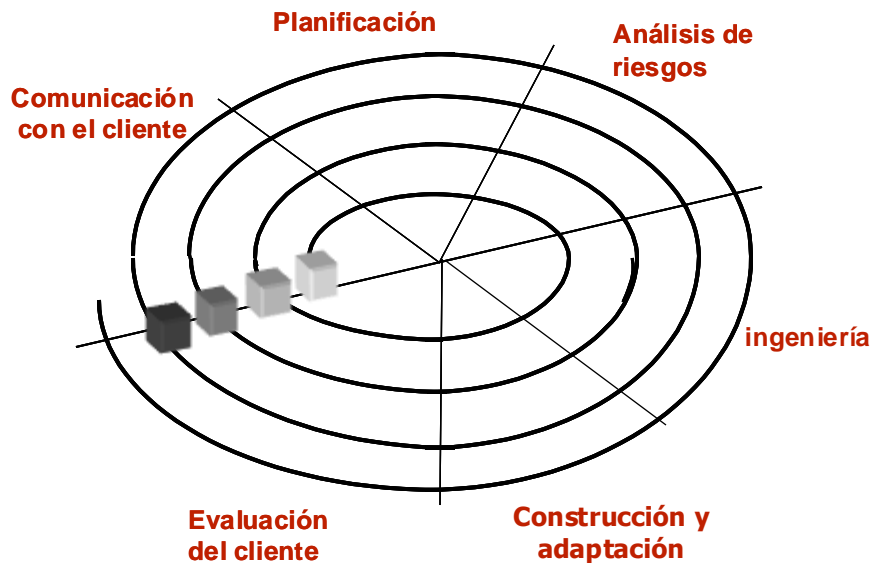 Planificación
Análisis de
riesgos
Comunicación
con el cliente
ingeniería
Evaluación
del cliente
Construcción y
adaptación